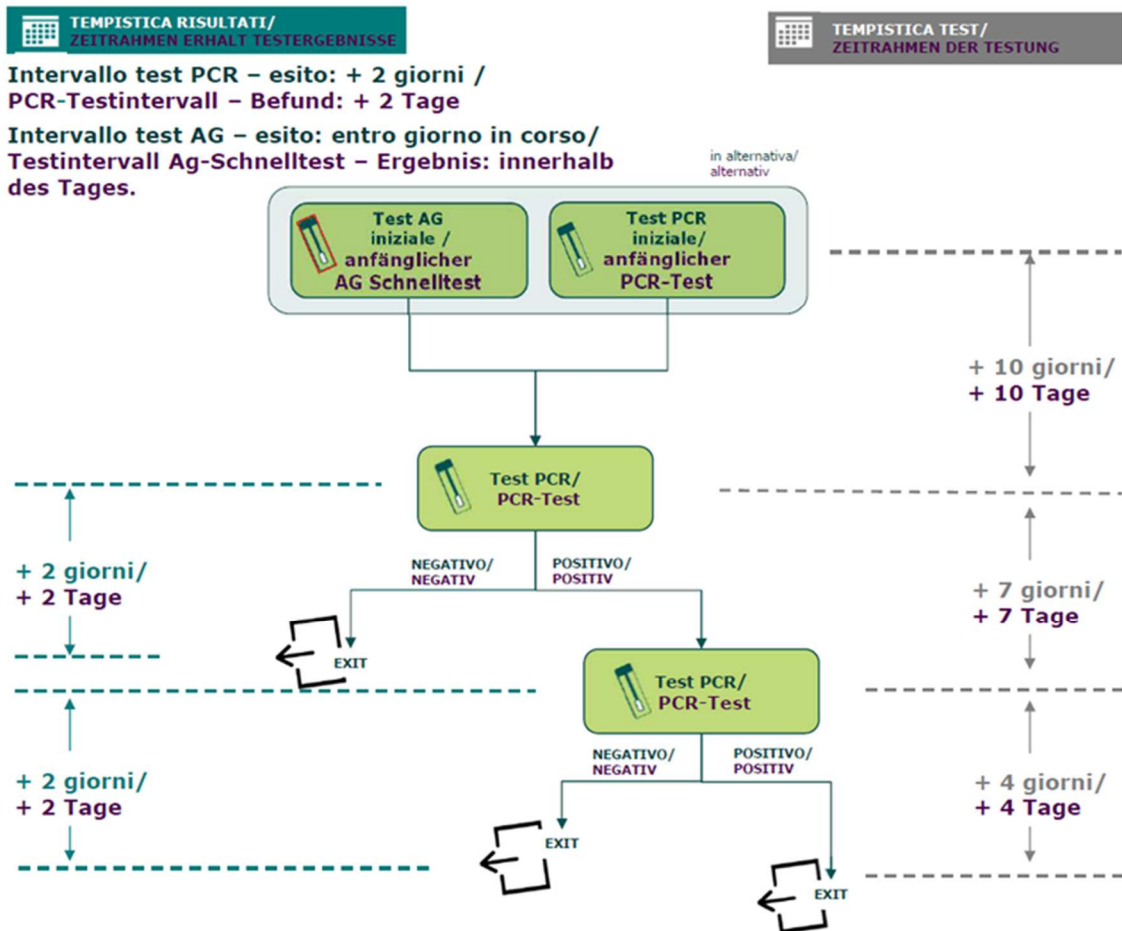 TEMPISTICA RISULTATI/
ZEITRAHMEN ERHALT TESTERGEBNISSE
TEMPISTICA TEST/
ZEITRAHMEN DER TESTUNG
Intervallo test PCR – esito: + 2 giorni /
PCR-Testintervall – Befund: + 2 Tage
Intervallo test AG – esito: entro giorno in corso/
Testintervall Ag-Schnelltest – Ergebnis: innerhalb
des Tages.
in alternativa/
alternativ
Test AG
iniziale /
anfänglicher
AG Schnelltest
Test PCR
iniziale/
anfänglicher
PCR-Test
+ 10 giorni/
+ 10 Tage
Test PCR/
PCR-Test
NEGATIVO/
NEGATIV
POSITIVO/
POSITIV
+ 2 giorni/
+ 2 Tage
+ 7 giorni/
+ 7 Tage
EXIT
Test PCR/
PCR-Test
NEGATIVO/
NEGATIV
POSITIVO/
POSITIV
+ 2 giorni/
+ 2 Tage
+ 4 giorni/
+ 4 Tage
EXIT
EXIT